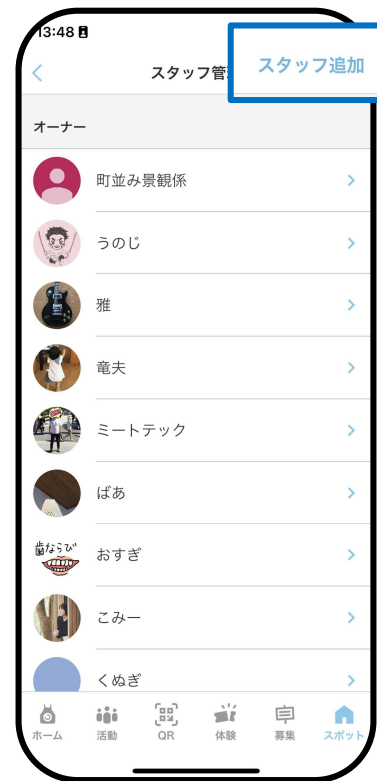 13:48
スタッフ管
スタッフ追加
オーナー
町並み景観係
うのじ
雅
竜夫
ミートテック
ばあ
歯ならび
おすぎ
こみー
くぬぎ
ホーム 活動 QR 体験 募集 スポット